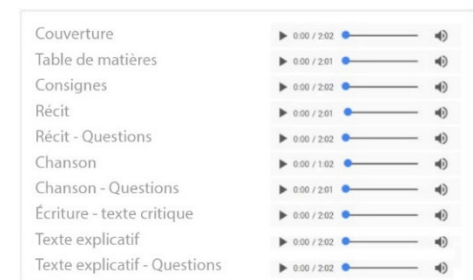 Couverture 0:00 / 2:02
Table de matières 0:00 / 2:01
Consignes 0:00 / 2:02
Récit 0:00 / 2:01
Récit - Questions 0:00 / 2:02
Chanson 0:00 / 1:02
Chanson - Questions 0:00 / 2:01
Écriture - texte critique 0:00 / 2:02
Texte explicatif 0:00 / 2:02
Texte explicatif - Questions 0:00 / 2:02